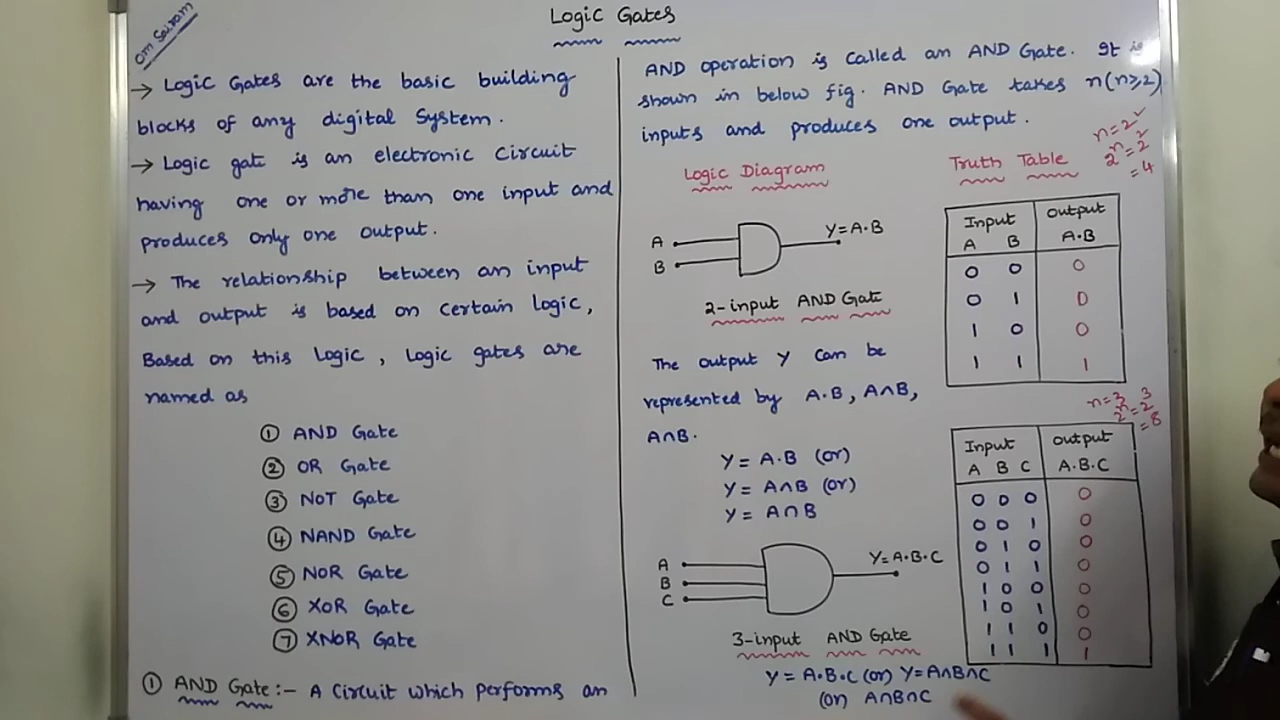 Om Sairam
Logic Gates
→ Logic Gates are the basic building
blocks of any digital System.
→ Logic gate is an electronic circuit
having one or more than one input and
produces only one output.
→ The relationship between an input
and output is based on certain logic,
Based on this Logic, Logic gates are
named as
① AND Gate
② OR Gate
③ NOT Gate
④ NAND Gate
⑤ NOR Gate
⑥ XOR Gate
⑦ XNOR Gate
① AND Gate :- A Circuit which performs an
AND operation is called an AND Gate. It is
shown in below fig. AND Gate takes n(n≥2)
inputs and produces one output.
Logic Diagram
A
B
Y=A·B
2-input AND Gate
The output Y can be
represented by A·B, A∩B,
A∩B.
Y = A·B (or)
Y = A∩B (or)
Y = A∩B
A
B
C
Y=A·B·C
3-input AND Gate
Y = A·B·C (or) Y=A∩B∩C
(or) A∩B∩C
Truth Table
n=2
2ⁿ=2²
=4
Input Output
A B A·B
0 0 0
0 1 0
1 0 0
1 1 1
n=3
2ⁿ=2³
=8
Input Output
A B C A·B·C
0 0 0 0
0 0 1 0
0 1 0 0
0 1 1 0
1 0 0 0
1 0 1 0
1 1 0 0
1 1 1 1